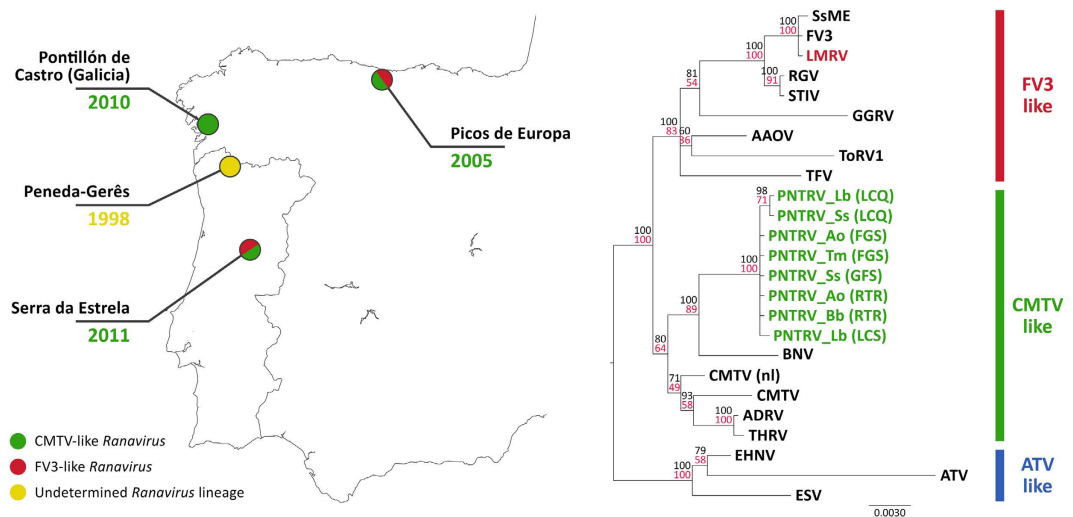 Pontillón de
Castro (Galicia)
2010
Picos de Europa
2005
Peneda-Gerês
1998
Serra da Estrela
2011
CMTV-like Ranavirus
FV3-like Ranavirus
Undetermined Ranavirus lineage
100
100
SsME
FV3
LMRV
100
100
100
91
RGV
STIV
81
54
GGRV
100
83
60
36
AAOV
ToRV1
TFV
98
71
PNTRV_Lb (LCQ)
PNTRV_Ss (LCQ)
PNTRV_Ao (FGS)
PNTRV_Tm (FGS)
PNTRV_Ss (GFS)
PNTRV_Ao (RTR)
PNTRV_Bb (RTR)
PNTRV_Lb (LCS)
100
100
100
100
100
89
BNV
80
64
71
49
CMTV (nl)
93
58
CMTV
100
100
ADRV
THRV
79
58
EHNV
100
100
ATV
ESV
0.0030
FV3
like
CMTV
like
ATV
like